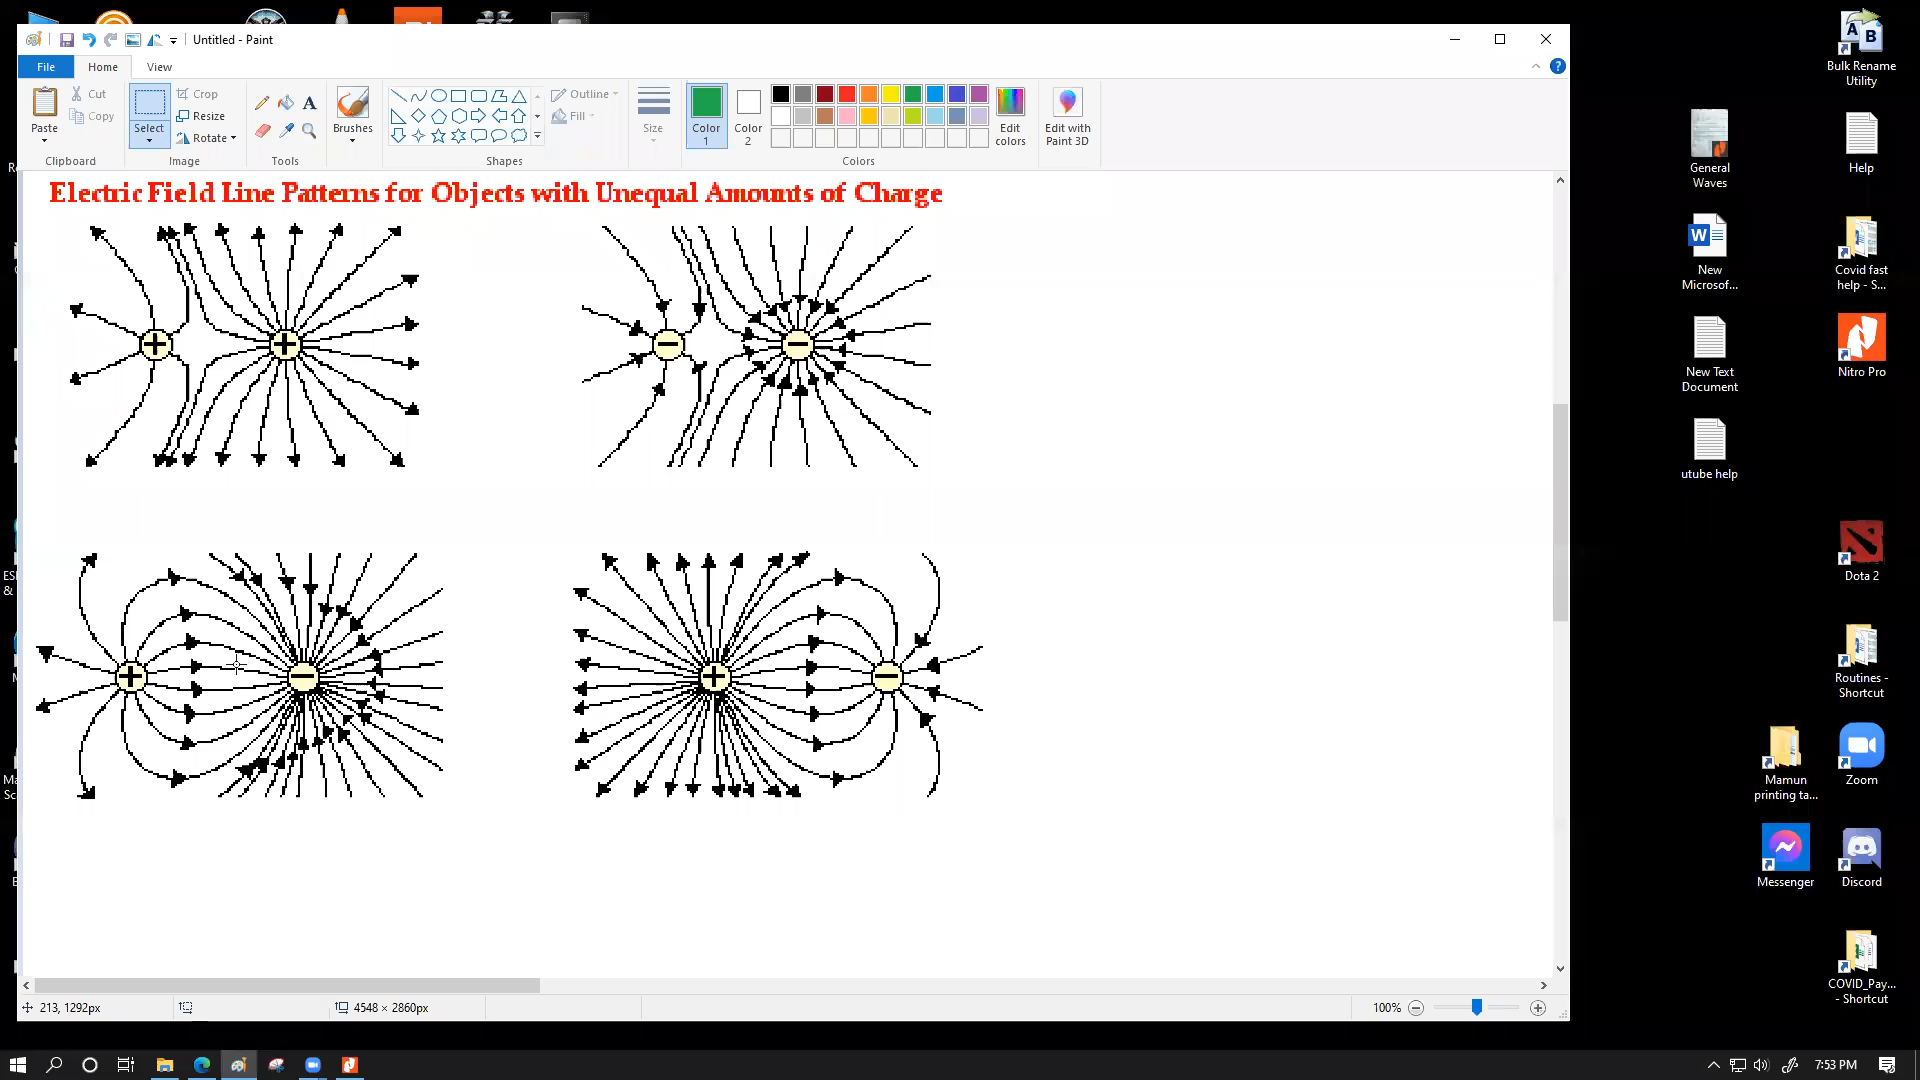 Untitled - Paint
File
Home
View
Paste
Cut
Copy
Clipboard
Select
Crop
Resize
Rotate
Image
A
Tools
Brushes
Outline
Fill
Shapes
Size
Color
1
Color
2
Edit
colors
Colors
Edit with
Paint 3D
Electric Field Line Patterns for Objects with Unequal Amounts of Charge
+
+
−
−
+
−
+
−
213, 1292px
4548 × 2860px
100%
A
B
Bulk Rename
Utility
General
Waves
Help
W
New
Microsof...
Covid fast
help - S...
New Text
Document
Nitro Pro
utube help
Dota 2
Routines -
Shortcut
Mamun
printing ta...
Zoom
Messenger
Discord
COVID_Pay...
- Shortcut
7:53 PM